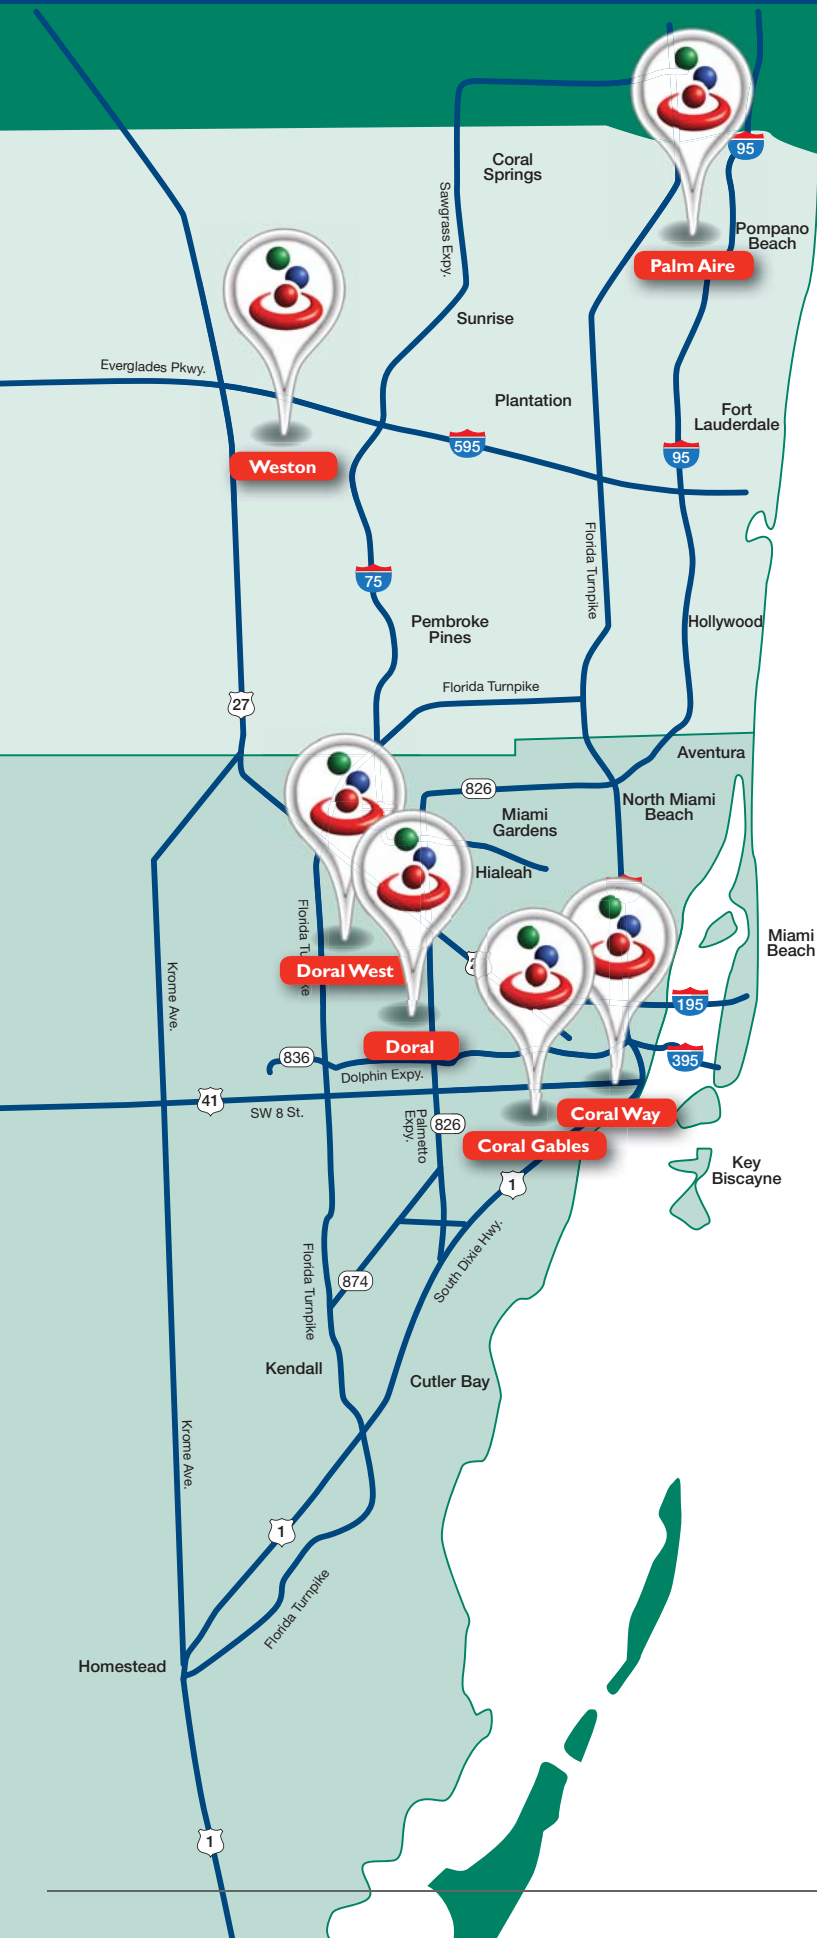 95
Coral
Springs
Sawgrass Expy.
Pompano
Beach
Palm Aire
Sunrise
Everglades Pkwy.
Plantation
Fort
Lauderdale
595
95
Weston
Florida Turnpike
75
Pembroke
Pines
Hollywood
Florida Turnpike
27
Aventura
826
North Miami
Beach
Miami
Gardens
Hialeah
Florida Tu
ke
Miami
Beach
Krome Ave.
2
Doral West
195
Doral
836
395
Dolphin Expy.
41
SW 8 St.
Palmetto
Expy.
826
Coral Way
Coral Gables
Key
Biscayne
1
South Dixie Hwy.
Florida Turnpike
874
Kendall
Cutler Bay
Krome Ave.
1
Florida Turnpike
Homestead
1